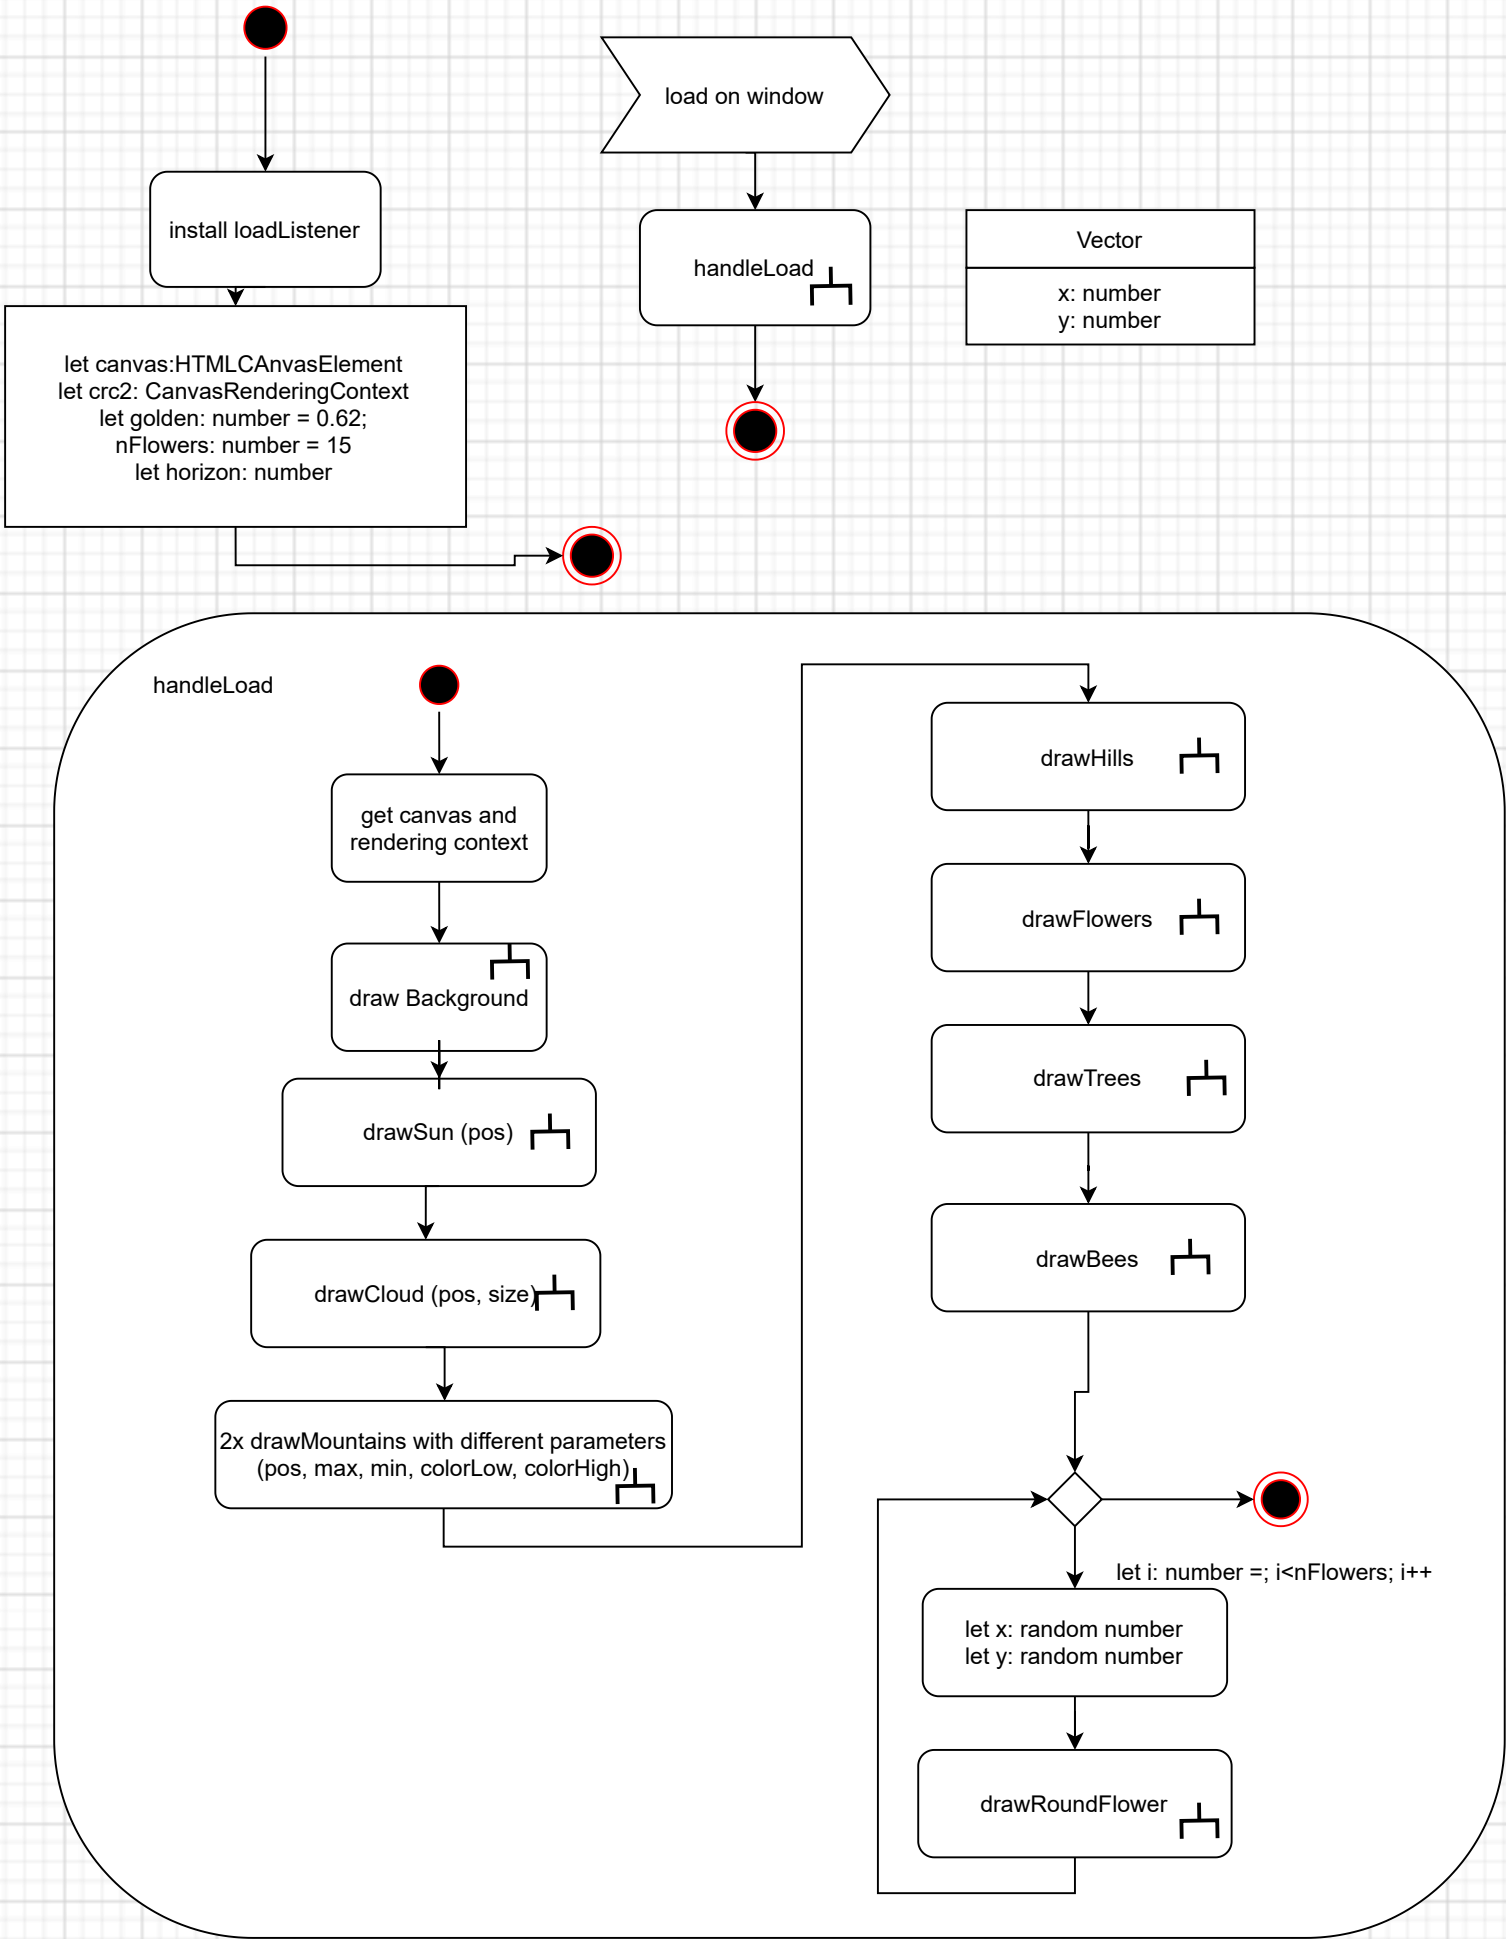 load on window
install loadListener
handleLoad
Vector
x: number
y: number
let canvas:HTMLCAnvasElement
let crc2: CanvasRenderingContext
let golden: number = 0.62;
nFlowers: number = 15
let horizon: number
handleLoad
get canvas and
rendering context
draw Background
drawSun (pos)
drawCloud (pos, size)
2x drawMountains with different parameters
(pos, max, min, colorLow, colorHigh)
drawHills
drawFlowers
drawTrees
drawBees
let i: number =; i<nFlowers; i++
let x: random number
let y: random number
drawRoundFlower